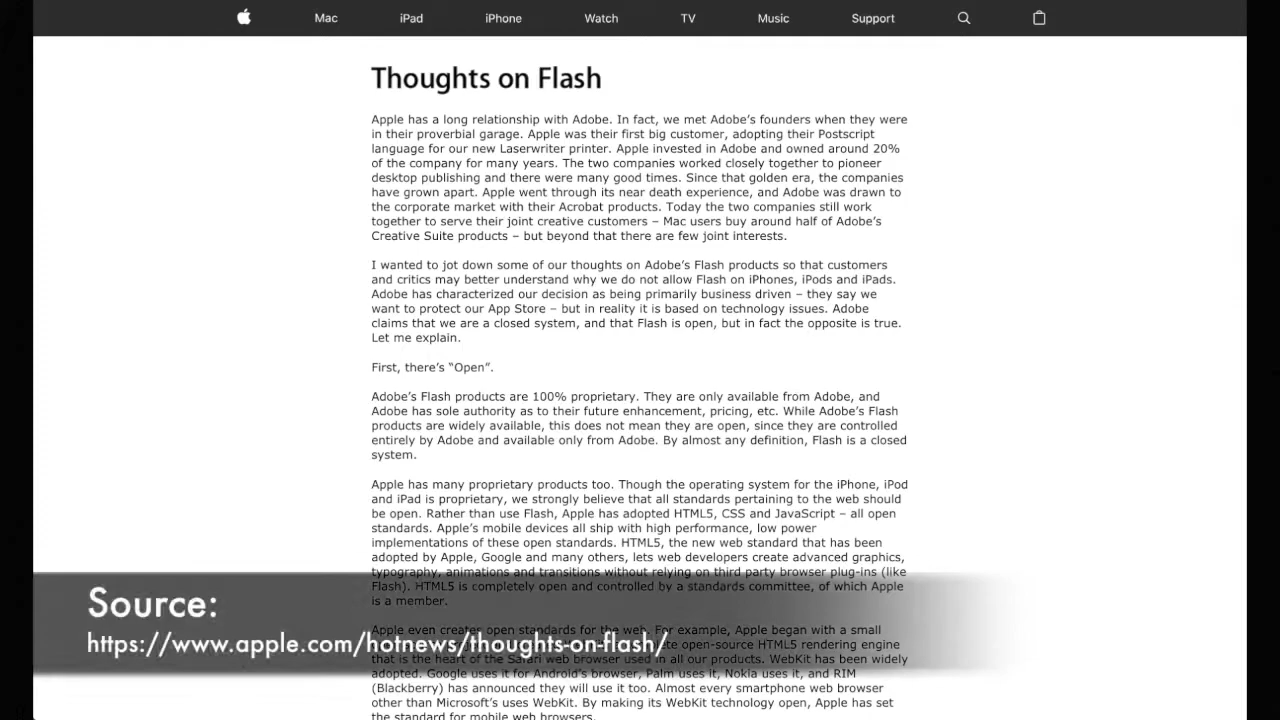 Mac iPad iPhone Watch TV Music Support
Thoughts on Flash
Apple has a long relationship with Adobe. In fact, we met Adobe’s founders when they were
in their proverbial garage. Apple was their first big customer, adopting their Postscript
language for our new Laserwriter printer. Apple invested in Adobe and owned around 20%
of the company for many years. The two companies worked closely together to pioneer
desktop publishing and there were many good times. Since that golden era, the companies
have grown apart. Apple went through its near death experience, and Adobe was drawn to
the corporate market with their Acrobat products. Today the two companies still work
together to serve their joint creative customers – Mac users buy around half of Adobe’s
Creative Suite products – but beyond that there are few joint interests.
I wanted to jot down some of our thoughts on Adobe’s Flash products so that customers
and critics may better understand why we do not allow Flash on iPhones, iPods and iPads.
Adobe has characterized our decision as being primarily business driven – they say we
want to protect our App Store – but in reality it is based on technology issues. Adobe
claims that we are a closed system, and that Flash is open, but in fact the opposite is true.
Let me explain.
First, there’s “Open”.
Adobe’s Flash products are 100% proprietary. They are only available from Adobe, and
Adobe has sole authority as to their future enhancement, pricing, etc. While Adobe’s Flash
products are widely available, this does not mean they are open, since they are controlled
entirely by Adobe and available only from Adobe. By almost any definition, Flash is a closed
system.
Apple has many proprietary products too. Though the operating system for the iPhone, iPod
and iPad is proprietary, we strongly believe that all standards pertaining to the web should
be open. Rather than use Flash, Apple has adopted HTML5, CSS and JavaScript – all open
standards. Apple’s mobile devices all ship with high performance, low power
implementations of these open standards. HTML5, the new web standard that has been
adopted by Apple, Google and many others, lets web developers create advanced graphics,
typography, animations and transitions without relying on third party browser plug-ins (like
Flash). HTML5 is completely open and controlled by a standards committee, of which Apple
is a member.
Source:
Apple even creates open standards for the web. For example, Apple began with a small
https://www.apple.com/hotnews/thoughts-on-flash/
open-source HTML5 rendering engine
that is the heart of the Safari web browser used in all our products. WebKit has been widely
adopted. Google uses it for Android’s browser, Palm uses it, Nokia uses it, and RIM
(Blackberry) has announced they will use it too. Almost every smartphone web browser
other than Microsoft’s uses WebKit. By making its WebKit technology open, Apple has set
the standard for mobile web browsers.